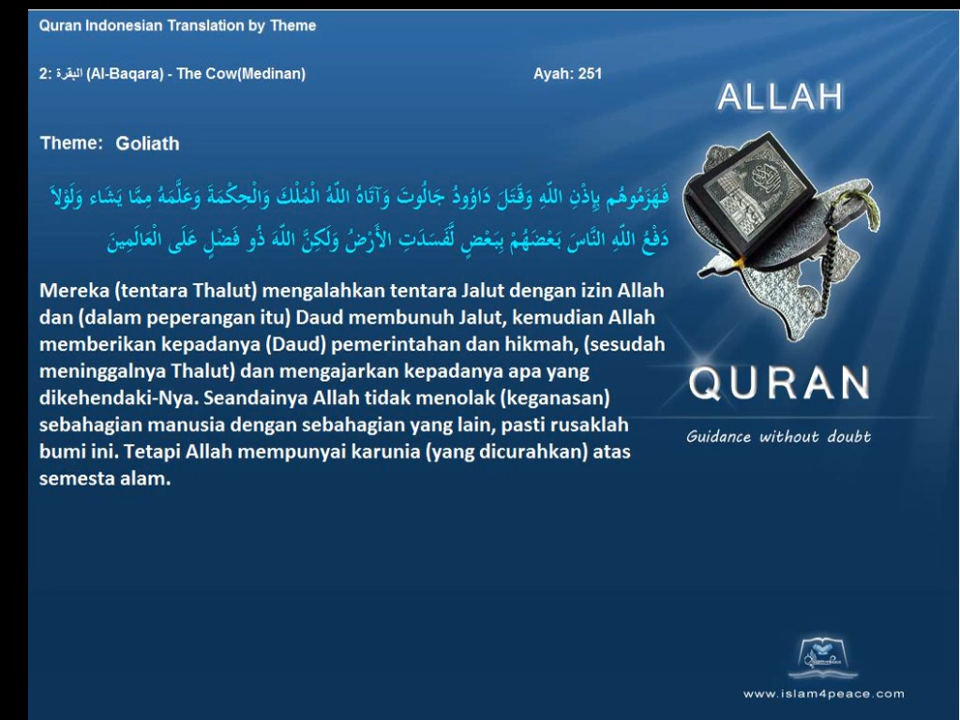 Quran Indonesian Translation by Theme
2: البقرة (Al-Baqara) - The Cow(Medinan) Ayah: 251
Theme: Goliath
فَهَزَمُوهُم بِإِذْنِ اللّهِ وَقَتَلَ دَاوُودُ جَالُوتَ وَآتَاهُ اللّهُ الْمُلْكَ وَالْحِكْمَةَ وَعَلَّمَهُ مِمَّا يَشَاء وَلَوْلاَ
دَفْعُ اللّهِ النَّاسَ بَعْضَهُمْ بِبَعْضٍ لَّفَسَدَتِ الأَرْضُ وَلَكِنَّ اللّهَ ذُو فَضْلٍ عَلَى الْعَالَمِينَ
Mereka (tentara Thalut) mengalahkan tentara Jalut dengan izin Allah
dan (dalam peperangan itu) Daud membunuh Jalut, kemudian Allah
memberikan kepadanya (Daud) pemerintahan dan hikmah, (sesudah
meninggalnya Thalut) dan mengajarkan kepadanya apa yang
dikehendaki-Nya. Seandainya Allah tidak menolak (keganasan)
sebahagian manusia dengan sebahagian yang lain, pasti rusaklah
bumi ini. Tetapi Allah mempunyai karunia (yang dicurahkan) atas
semesta alam.
ALLAH
QURAN
Guidance without doubt
www.islam4peace.com